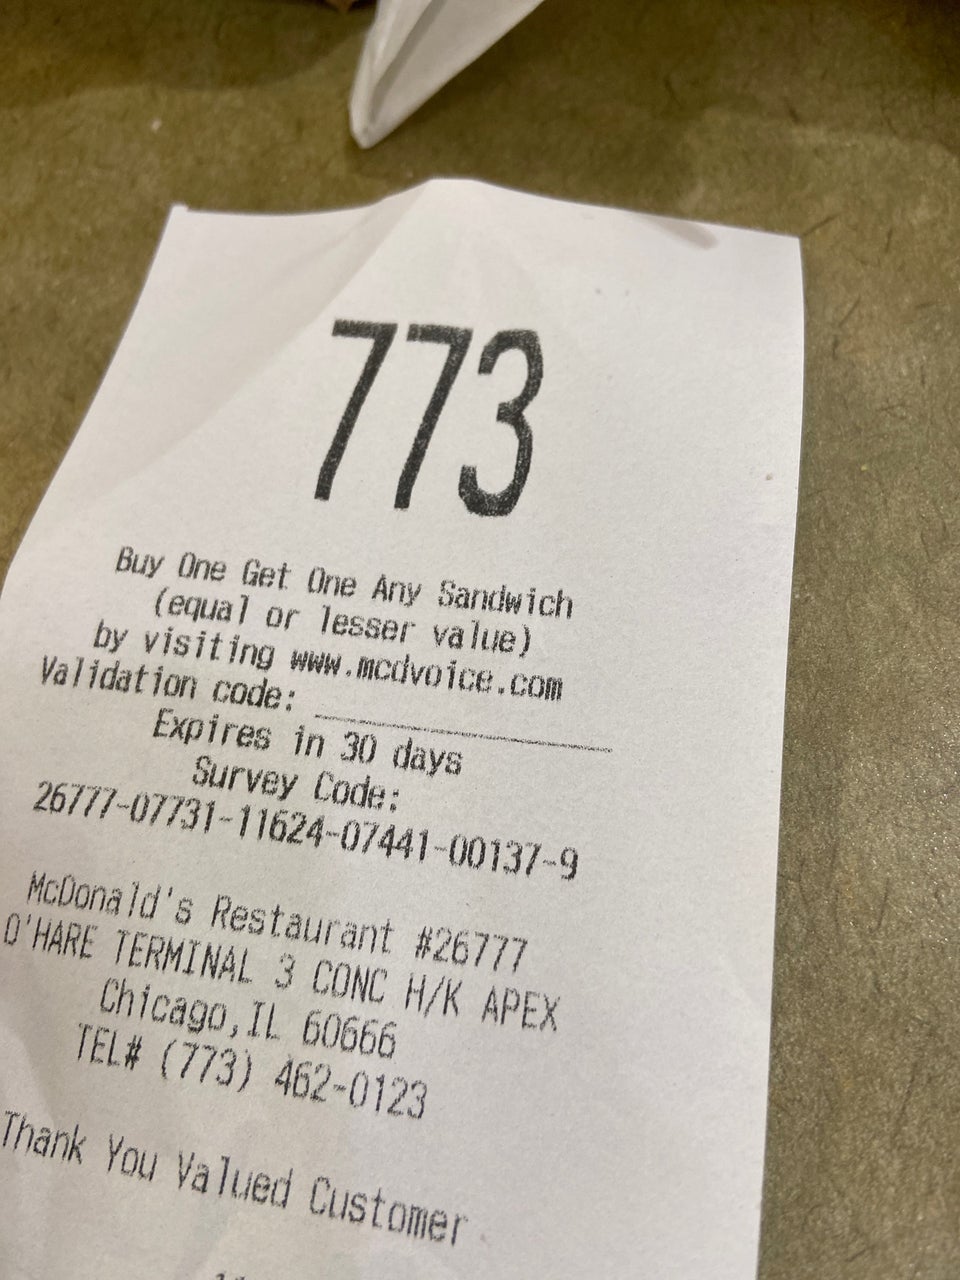 773
Buy One Get One Any Sandwich
(equal or lesser value)
by visiting www.mcdvoice.com
Validation code:
Expires in 30 days
Survey Code:
26777-07731-11624-07441-00137-9
McDonald's Restaurant #26777
O'HARE TERMINAL 3 CONC H/K APEX
Chicago,IL 60666
TEL# (773) 462-0123
Thank You Valued Customer